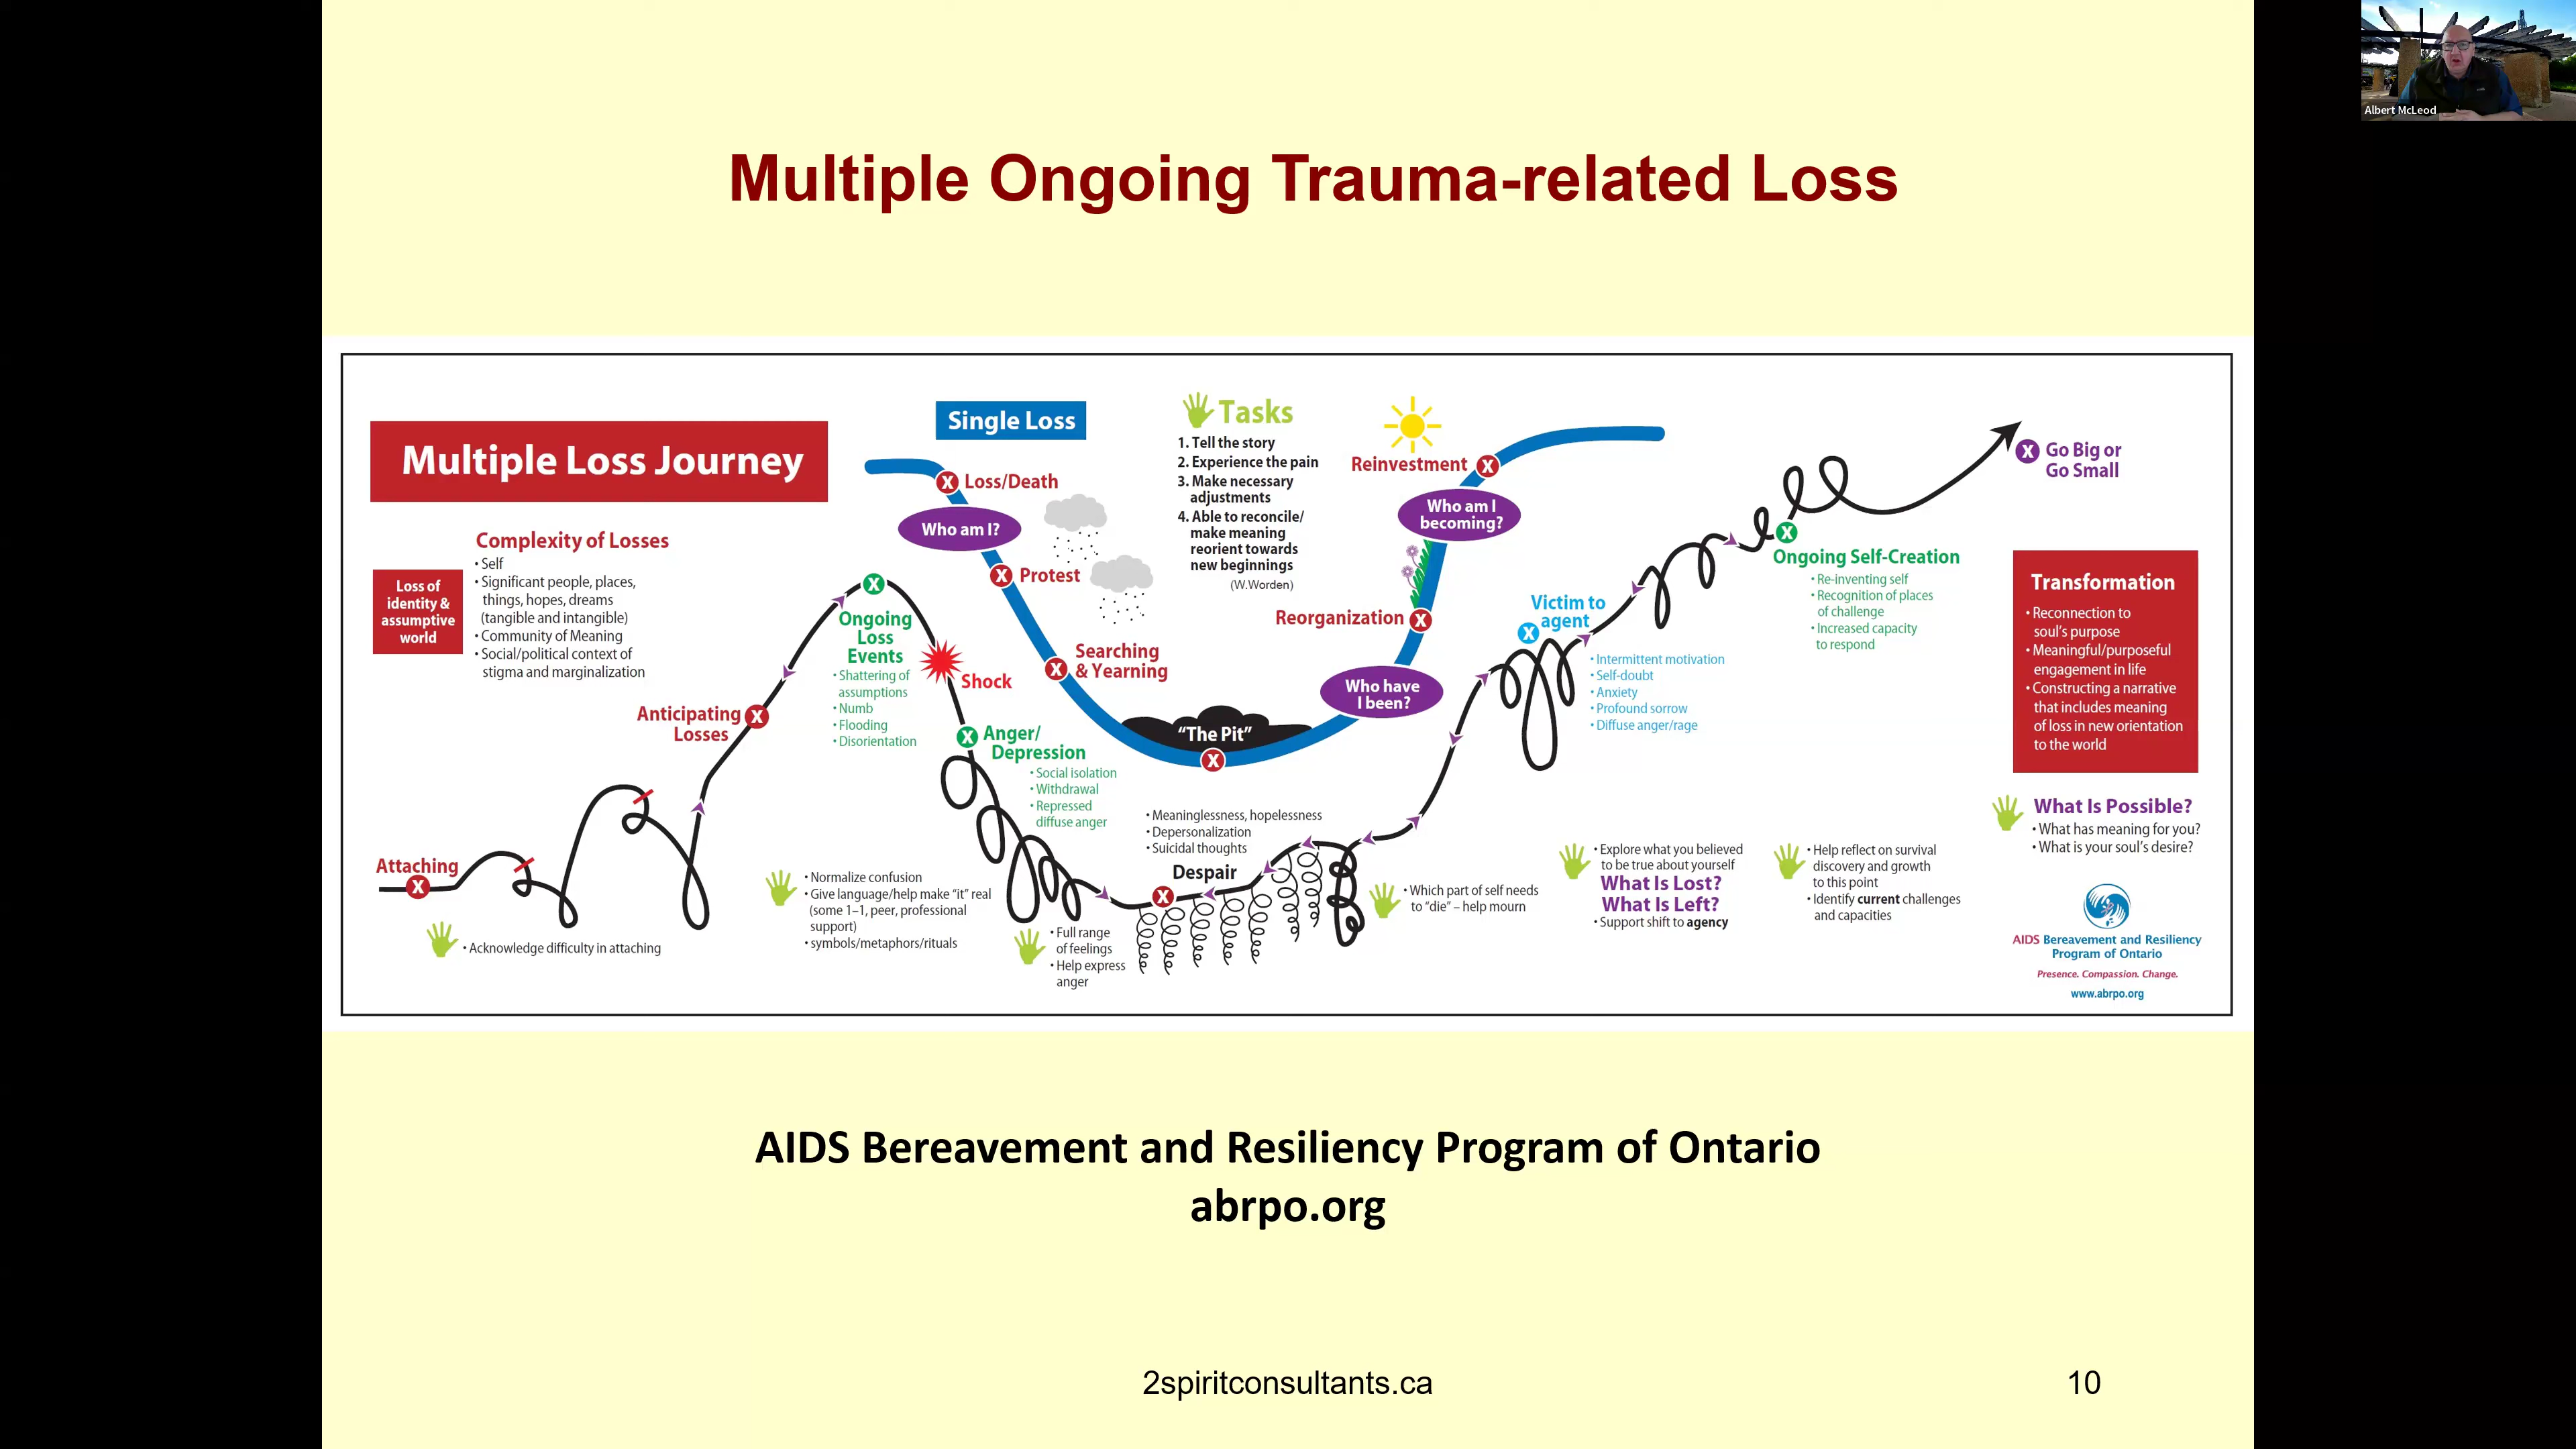 Albert McLeod
Multiple Ongoing Trauma-related Loss
Multiple Loss Journey
Loss of
identity &
assumptive
world
Complexity of Losses
• Self
• Significant people, places,
things, hopes, dreams
(tangible and intangible)
• Community of Meaning
• Social/political context of
stigma and marginalization
Attaching
X
• Acknowledge difficulty in attaching
Anticipating
Losses
X
X
Ongoing
Loss
Events
• Shattering of
assumptions
• Numb
• Flooding
• Disorientation
Shock
X
Anger/
Depression
• Social isolation
• Withdrawal
• Repressed
diffuse anger
• Normalize confusion
• Give language/help make “it” real
(some 1–1, peer, professional
support)
• symbols/metaphors/rituals
• Full range
of feelings
• Help express
anger
Single Loss
X Loss/Death
Who am I?
X Protest
X Searching
& Yearning
“The Pit”
X
Tasks
1. Tell the story
2. Experience the pain
3. Make necessary
adjustments
4. Able to reconcile/
make meaning
reorient towards
new beginnings
(W.Worden)
Reinvestment X
Who am I
becoming?
Reorganization X
Who have
I been?
• Meaninglessness, hopelessness
• Depersonalization
• Suicidal thoughts
Despair
X
• Which part of self needs
to “die” – help mourn
Victim to
agent
X
• Intermittent motivation
• Self-doubt
• Anxiety
• Profound sorrow
• Diffuse anger/rage
• Explore what you believed
to be true about yourself
What Is Lost?
What Is Left?
• Support shift to agency
X
Ongoing Self-Creation
• Re-inventing self
• Recognition of places
of challenge
• Increased capacity
to respond
• Help reflect on survival
discovery and growth
to this point
• Identify current challenges
and capacities
X Go Big or
Go Small
Transformation
• Reconnection to
soul’s purpose
• Meaningful/purposeful
engagement in life
• Constructing a narrative
that includes meaning
of loss in new orientation
to the world
What Is Possible?
• What has meaning for you?
• What is your soul’s desire?
AIDS Bereavement and Resiliency
Program of Ontario
Presence. Compassion. Change.
www.abrpo.org
AIDS Bereavement and Resiliency Program of Ontario
abrpo.org
2spiritconsultants.ca
10